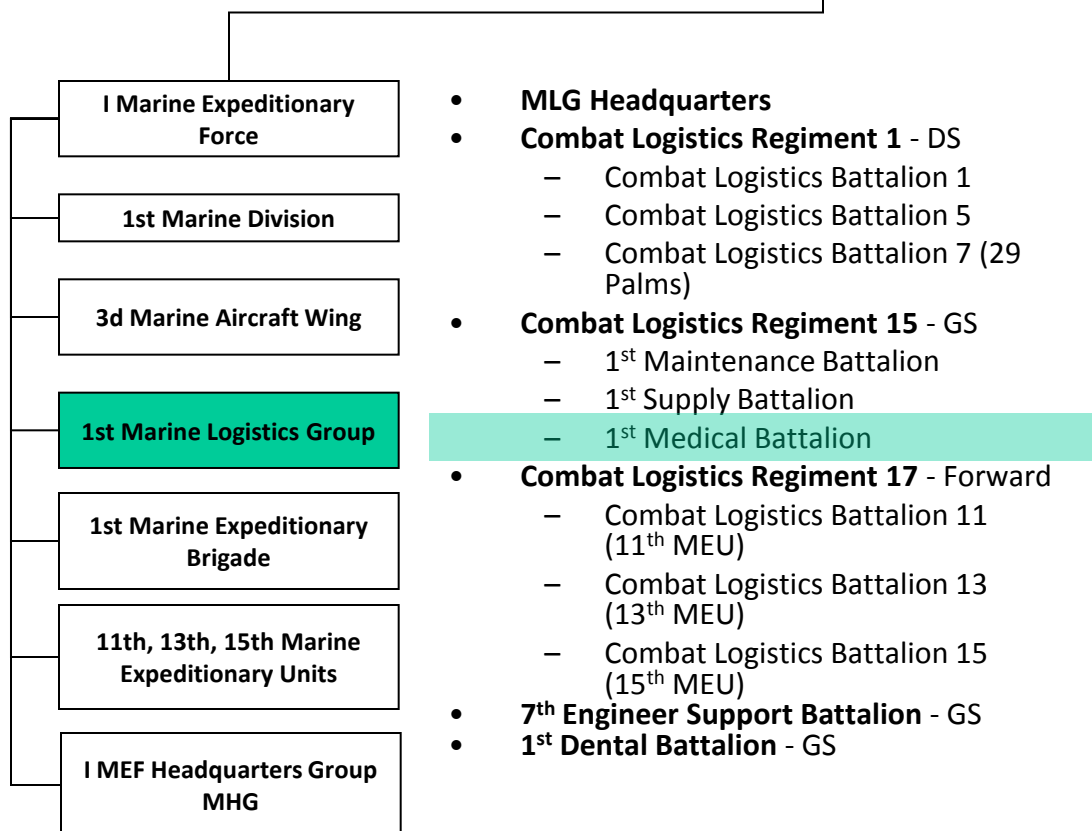 I Marine Expeditionary
Force
1st Marine Division
3d Marine Aircraft Wing
1st Marine Logistics Group
1st Marine Expeditionary
Brigade
11th, 13th, 15th Marine
Expeditionary Units
I MEF Headquarters Group
MHG
• MLG Headquarters
• Combat Logistics Regiment 1 - DS
– Combat Logistics Battalion 1
– Combat Logistics Battalion 5
– Combat Logistics Battalion 7 (29
Palms)
• Combat Logistics Regiment 15 - GS
– 1st Maintenance Battalion
– 1st Supply Battalion
– 1st Medical Battalion
• Combat Logistics Regiment 17 - Forward
– Combat Logistics Battalion 11
(11th MEU)
– Combat Logistics Battalion 13
(13th MEU)
– Combat Logistics Battalion 15
(15th MEU)
• 7th Engineer Support Battalion - GS
• 1st Dental Battalion - GS